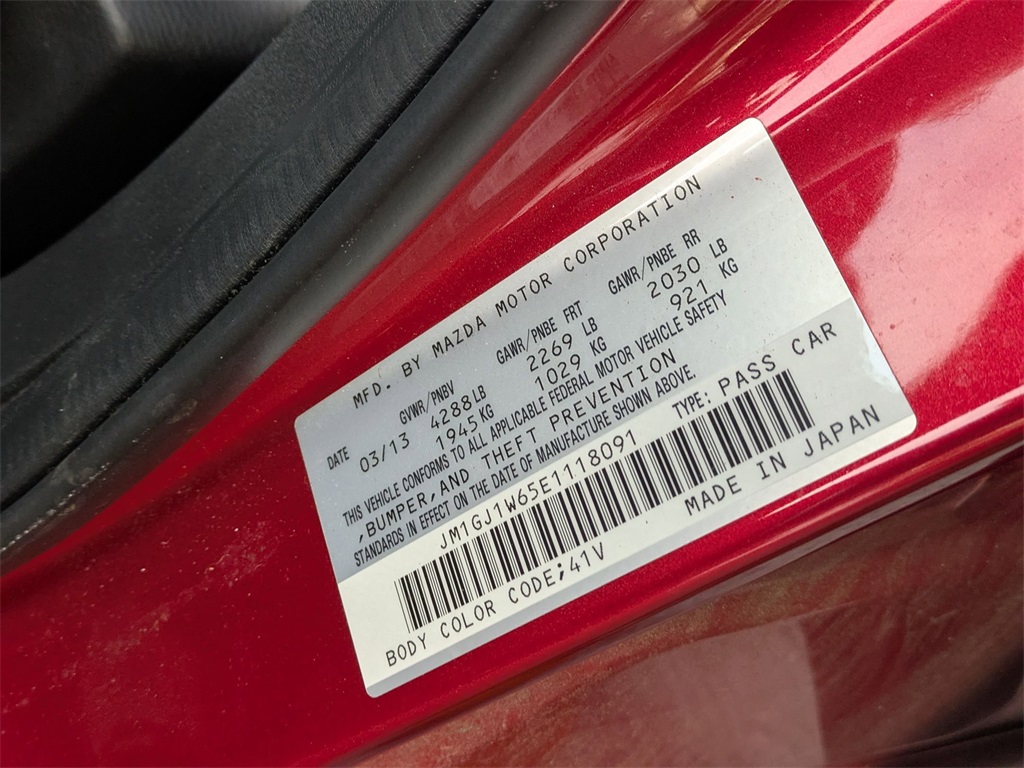 MFD. BY MAZDA MOTOR CORPORATION
DATE GVWR/PNBV GAWR/PNBE FRT GAWR/PNBE RR
03/13 4288LB 2269 LB 2030 LB
1945KG 1029 KG 921 KG
THIS VEHICLE CONFORMS TO ALL APPLICABLE FEDERAL MOTOR VEHICLE SAFETY
,BUMPER,AND THEFT PREVENTION
STANDARDS IN EFFECT ON THE DATE OF MANUFACTURE SHOWN ABOVE.
JM1GJ1W65E1118091 TYPE: PASS CAR
BODY COLOR CODE;41V MADE IN JAPAN